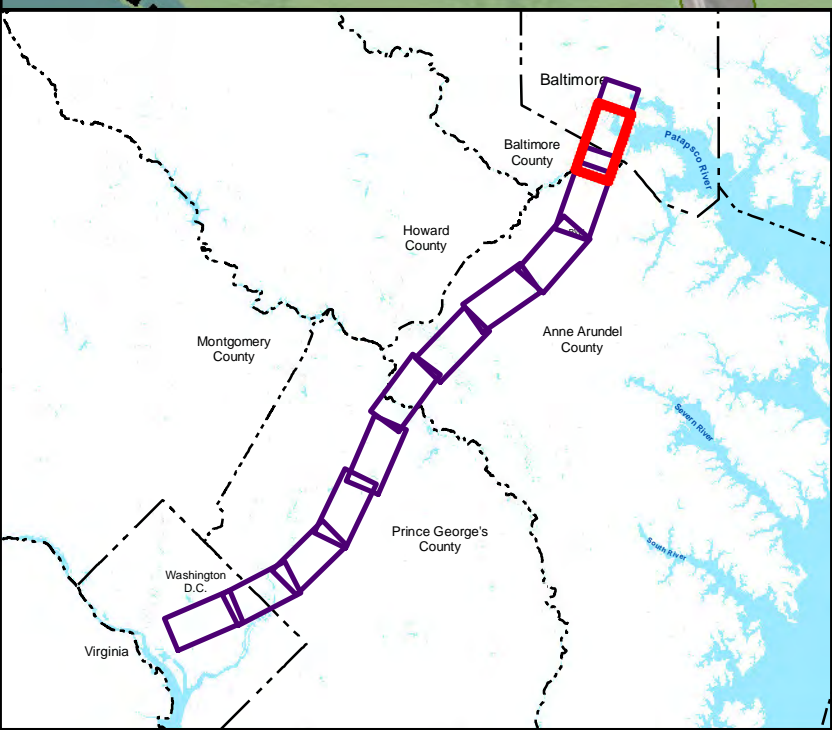 Baltimore
Patapsco River
Baltimore
County
Howard
County
Montgomery
County
Anne Arundel
County
Severn River
Prince George's
County
South River
Washington
D.C.
Virginia